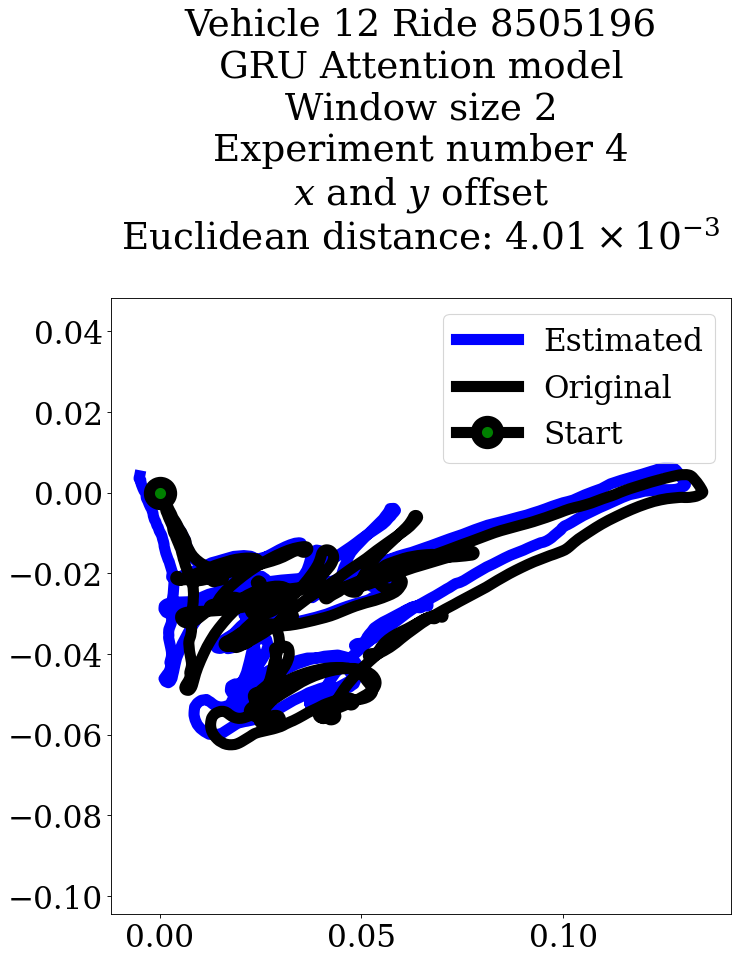 Vehicle 12 Ride 8505196
GRU Attention model
Window size 2
Experiment number 4
x and y offset
Euclidean distance: 4.01 × 10⁻³
Estimated
Original
Start
0.04
0.02
0.00
−0.02
−0.04
−0.06
−0.08
−0.10
0.00 0.05 0.10